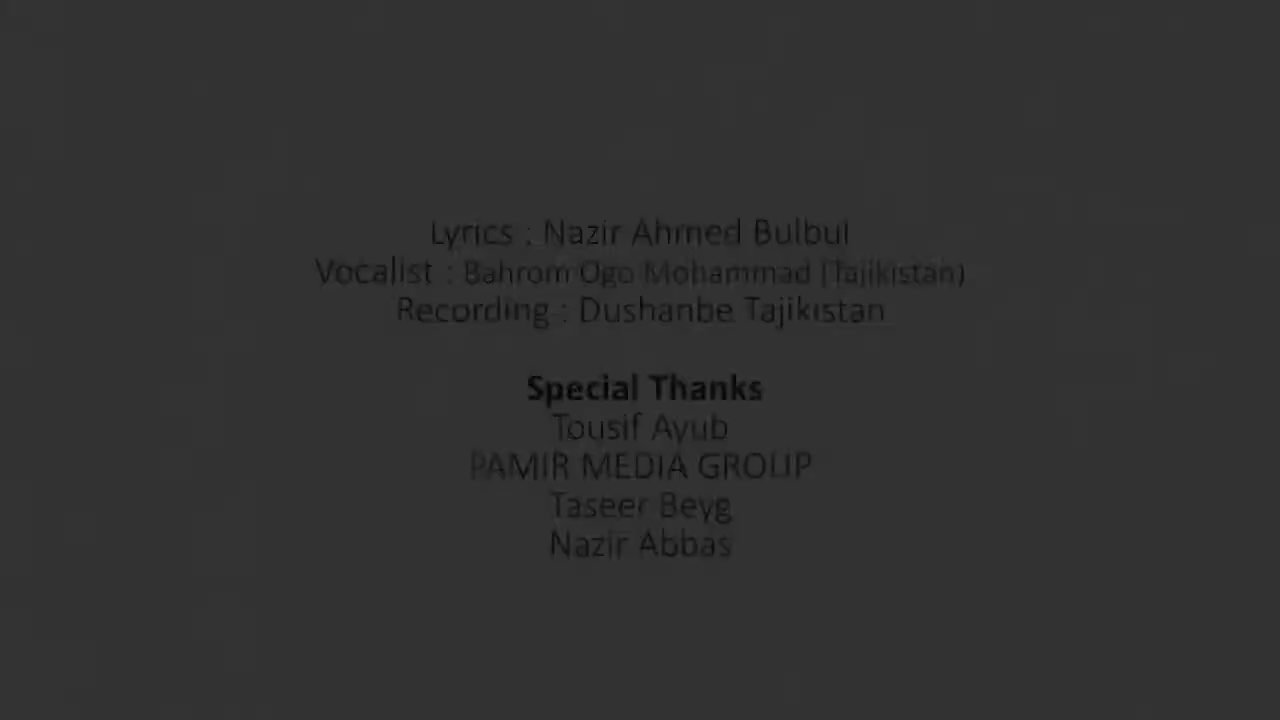 Lyrics : Nazir Ahmed Bulbul
Vocalist : Bahrom Ogo Mohammad (Tajikistan)
Recording : Dushanbe Tajikistan
Special Thanks
Tousif Ayub
PAMIR MEDIA GROUP
Taseer Beyg
Nazir Abbas